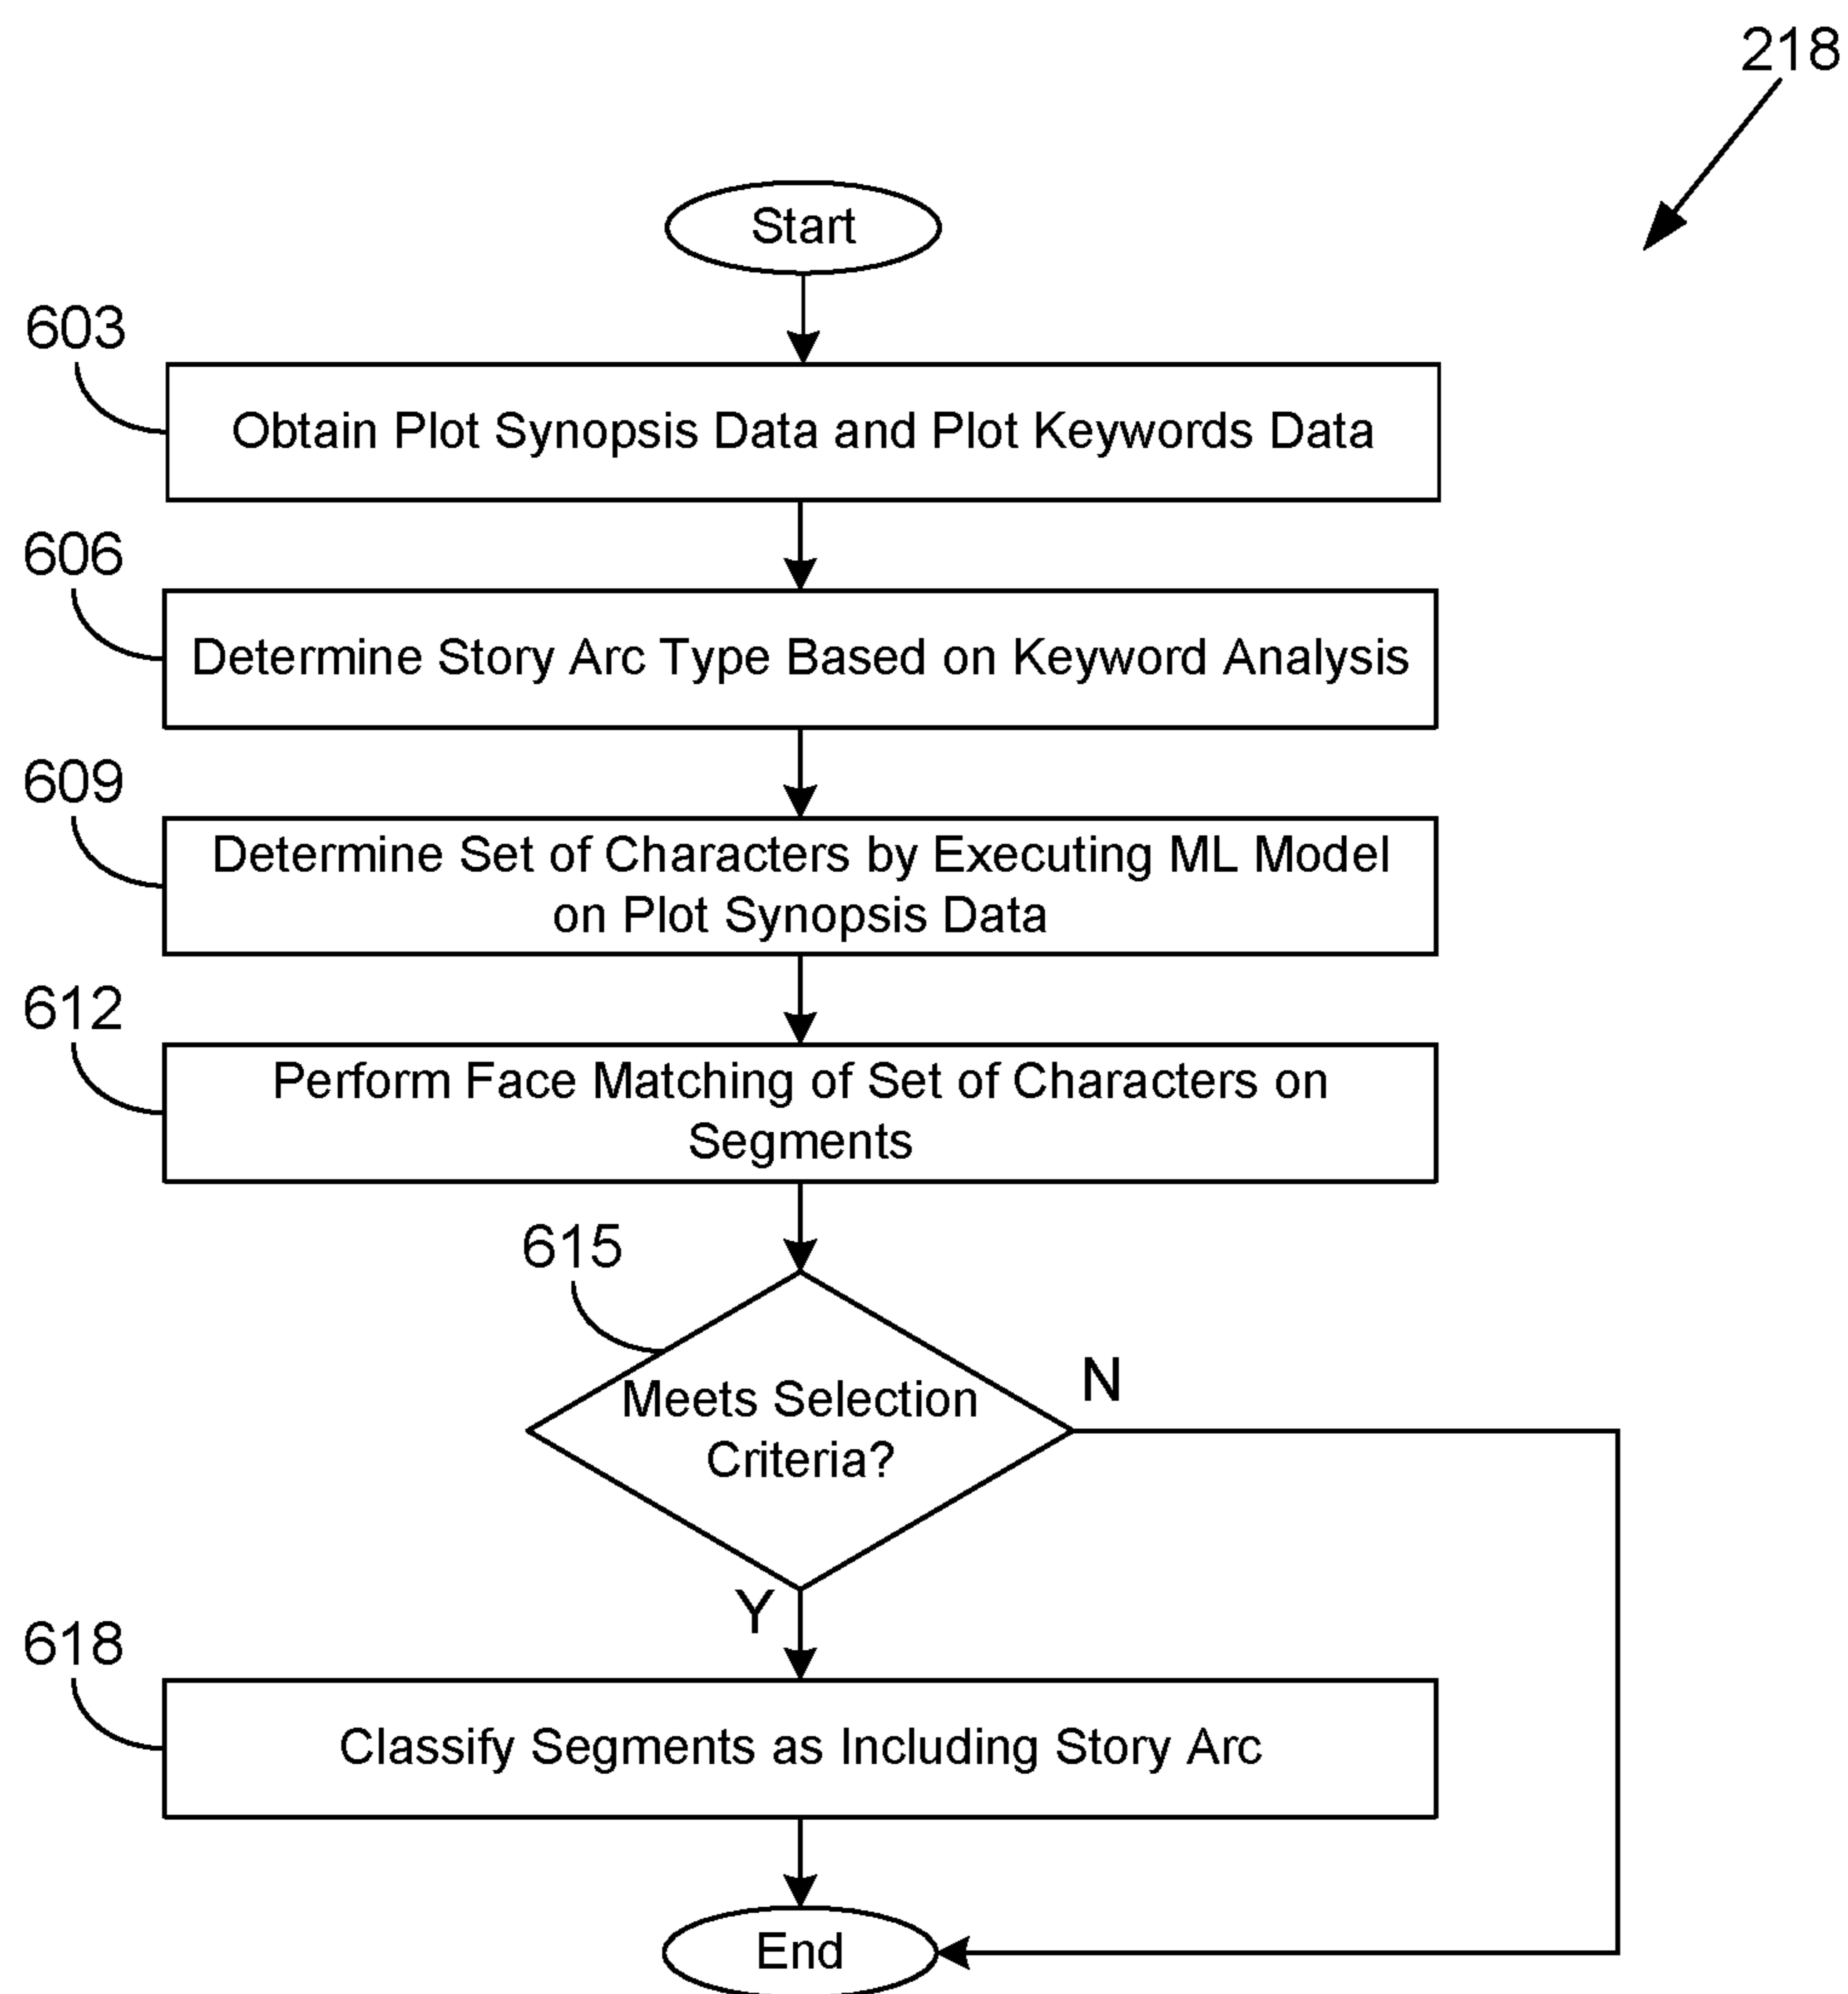 218
Start
603
Obtain Plot Synopsis Data and Plot Keywords Data
606
Determine Story Arc Type Based on Keyword Analysis
609
Determine Set of Characters by Executing ML Model
on Plot Synopsis Data
612
Perform Face Matching of Set of Characters on
Segments
615
Meets Selection
Criteria?
N
Y
618
Classify Segments as Including Story Arc
End